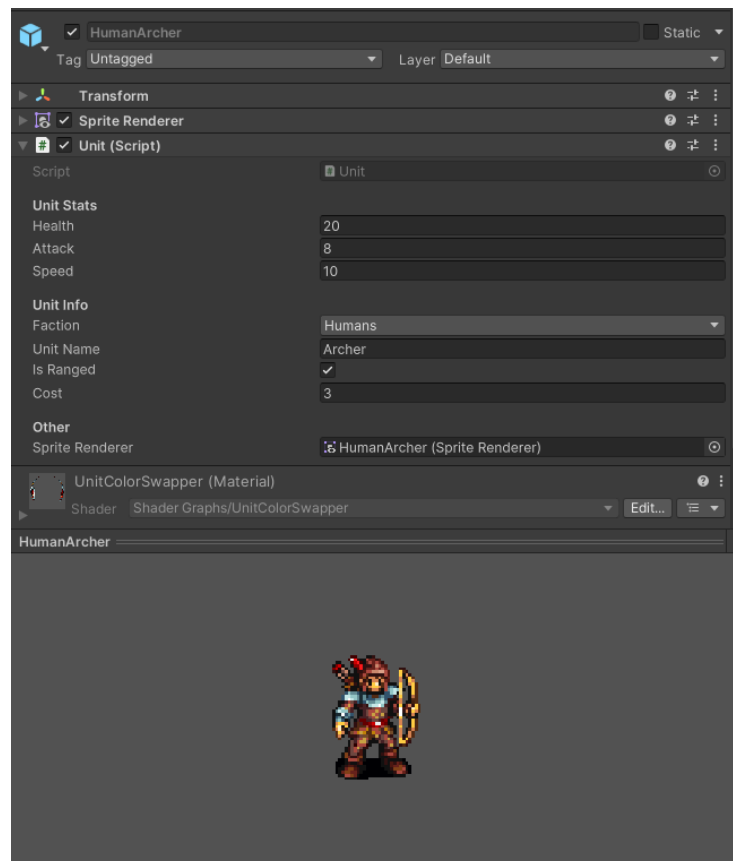 HumanArcher Static
Tag Untagged Layer Default
Transform
Sprite Renderer
# Unit (Script)
Script # Unit
Unit Stats
Health 20
Attack 8
Speed 10
Unit Info
Faction Humans
Unit Name Archer
Is Ranged
Cost 3
Other
Sprite Renderer HumanArcher (Sprite Renderer)
UnitColorSwapper (Material)
Shader Shader Graphs/UnitColorSwapper Edit...
HumanArcher